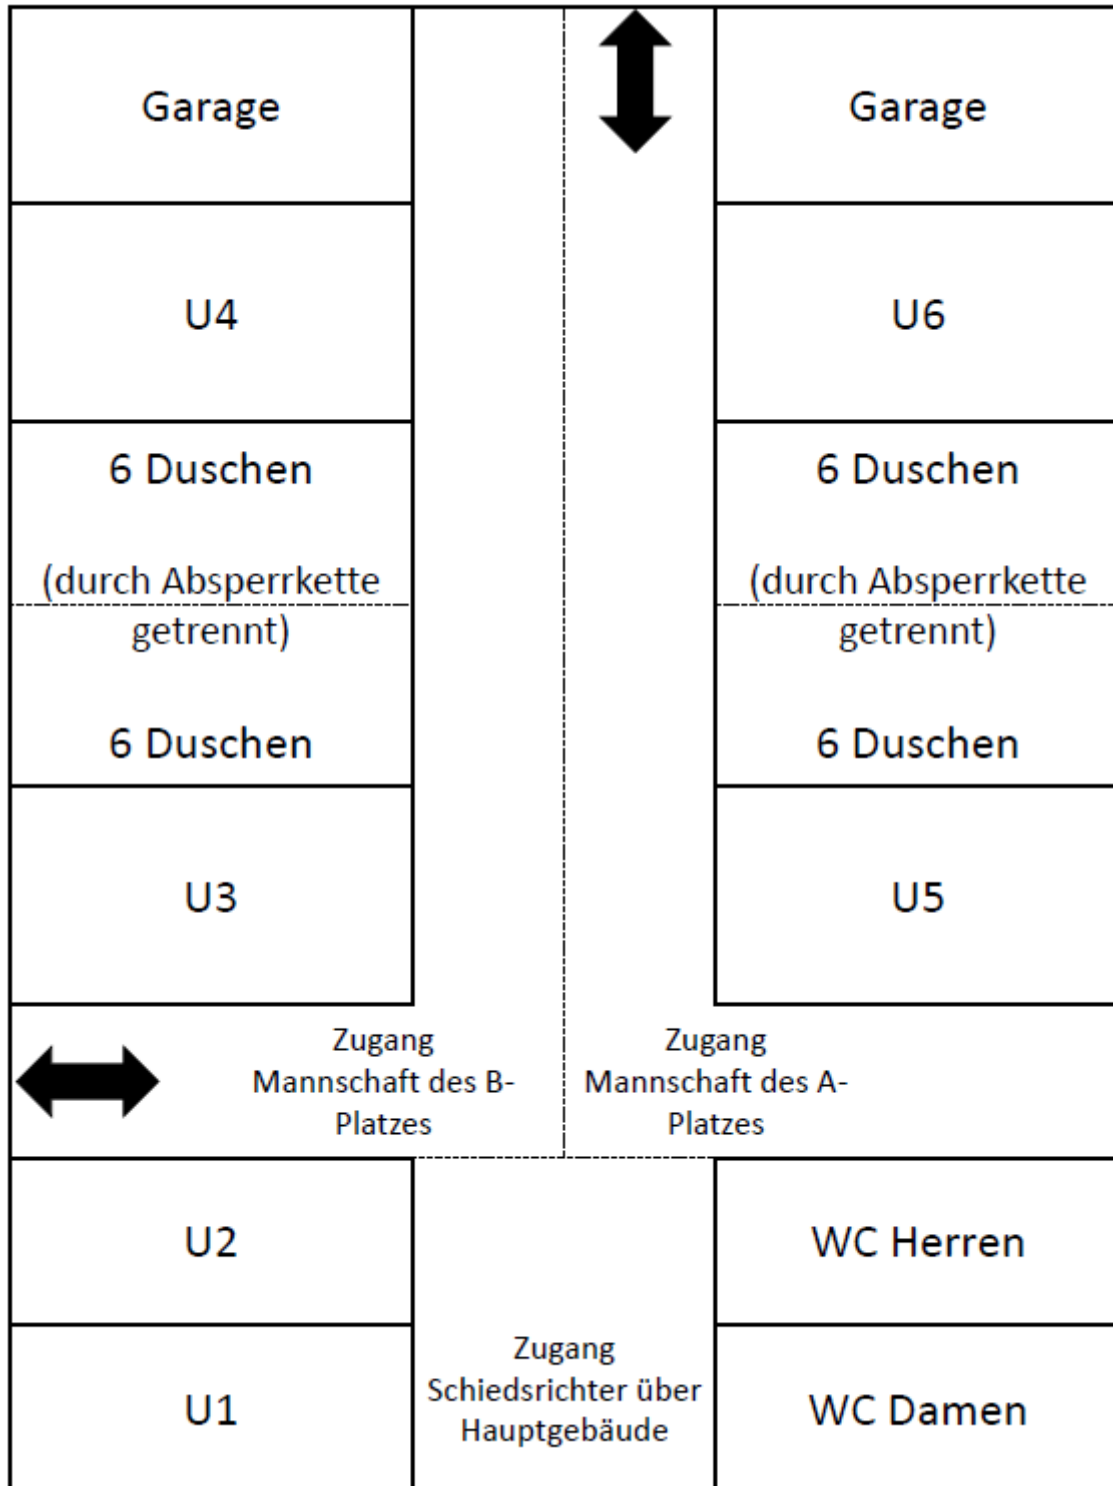 Garage
Garage
U4
U6
6 Duschen
(durch Absperrkette
getrennt)
6 Duschen
6 Duschen
(durch Absperrkette
getrennt)
6 Duschen
U3
U5
Zugang
Mannschaft des B-
Platzes
Zugang
Mannschaft des A-
Platzes
U2
WC Herren
U1
Zugang
Schiedsrichter über
Hauptgebäude
WC Damen